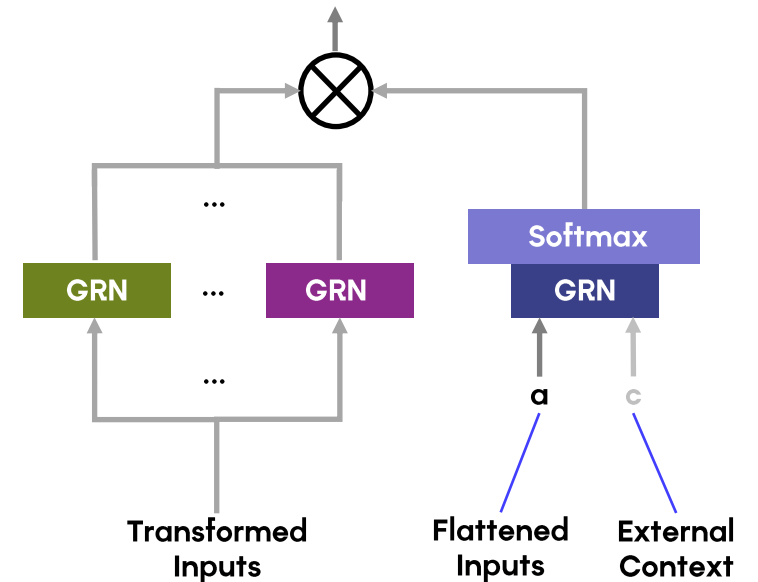 ...
Softmax
GRN
...
GRN
GRN
...
a
c
Transformed
Inputs
Flattened
Inputs
External
Context